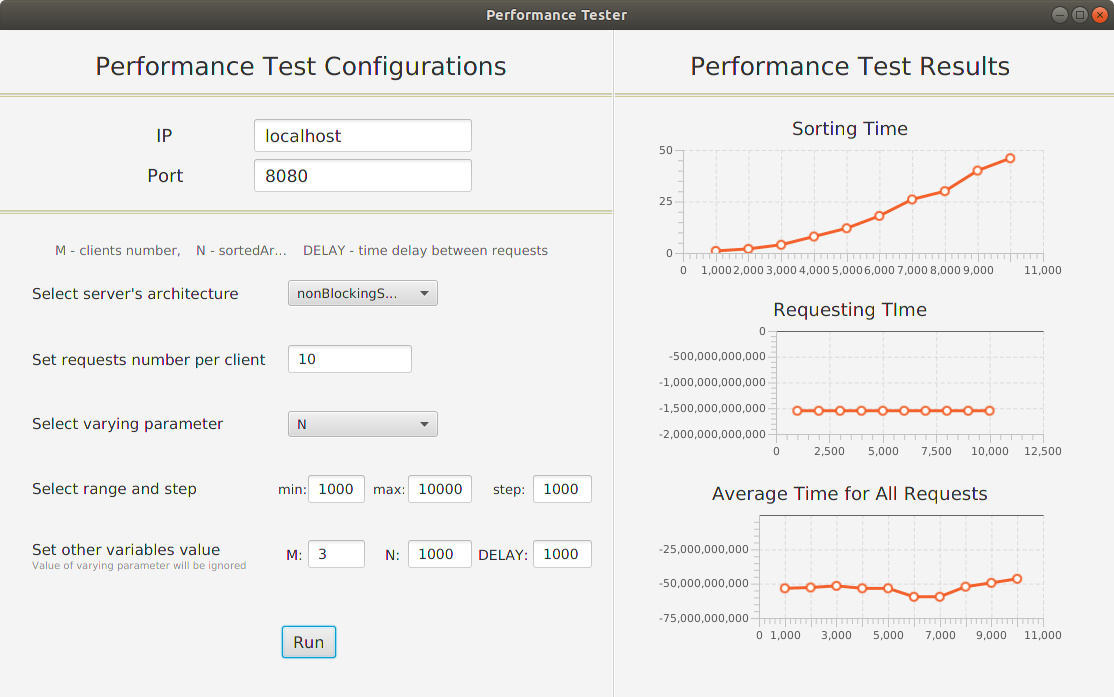 Performance Tester
Performance Test Configurations
IP localhost
Port 8080
M - clients number, N - sortedAr... DELAY - time delay between requests
Select server's architecture nonBlockingS...
Set requests number per client 10
Select varying parameter N
Select range and step min: 1000 max: 10000 step: 1000
Set other variables value M: 3 N: 1000 DELAY: 1000
Value of varying parameter will be ignored
Run
Performance Test Results
Sorting Time
50
25
0
0 1,000 2,000 3,000 4,000 5,000 6,000 7,000 8,000 9,000 11,000
Requesting TIme
0
-500,000,000,000
-1,000,000,000,000
-1,500,000,000,000
-2,000,000,000,000
0 2,500 5,000 7,500 10,000 12,500
Average Time for All Requests
-25,000,000,000
-50,000,000,000
-75,000,000,000
0 1,000 3,000 5,000 7,000 9,000 11,000